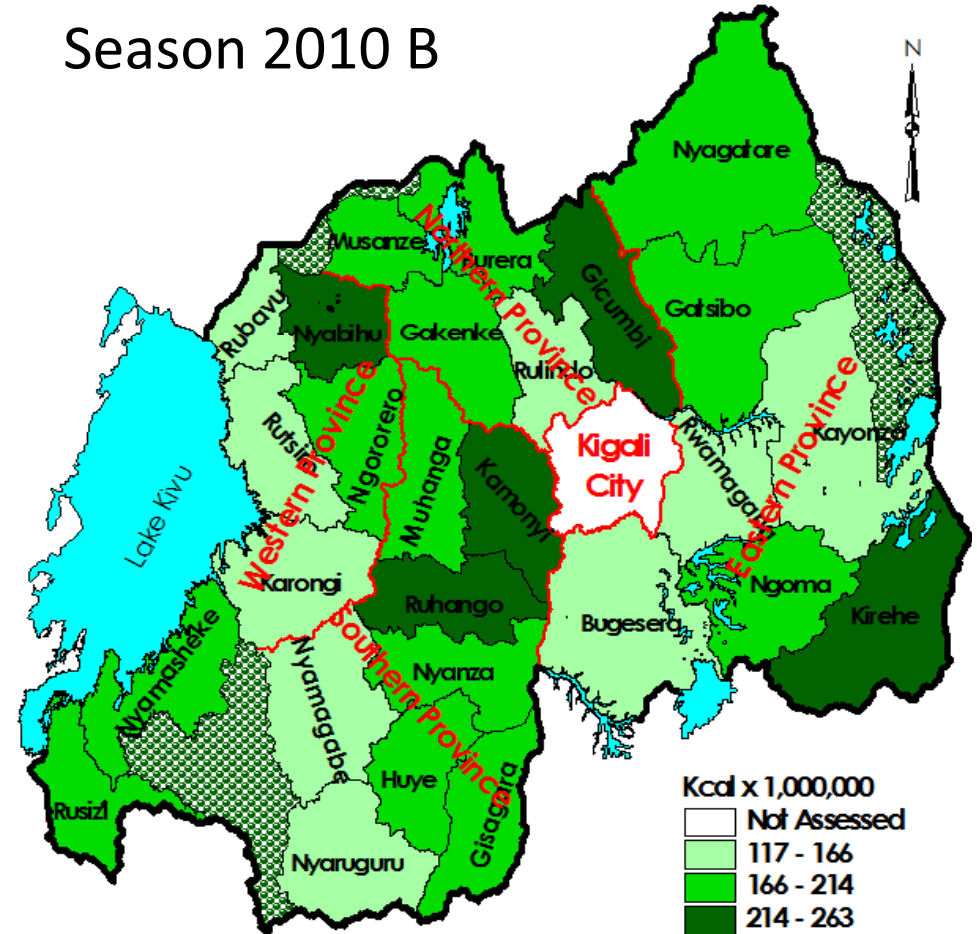 Season 2010 B
N
Nyagatare
Musanze
Burera
Northern Province
Gicumbi
Gatsibo
Rubavu
Nyabihu
Gakenke
Rulindo
Rutsiro
Western Province
Ngororero
Muhanga
Kamonyi
Kigali
City
Rwamagana
Kayonza
Eastern Province
Lake Kivu
Karongi
Ruhango
Bugesera
Ngoma
Kirehe
Nyamasheke
Nyamagabe
Southern Province
Nyanza
Huye
Gisagara
Rusizi
Nyaruguru
Kcal x 1,000,000
Not Assessed
117 - 166
166 - 214
214 - 263